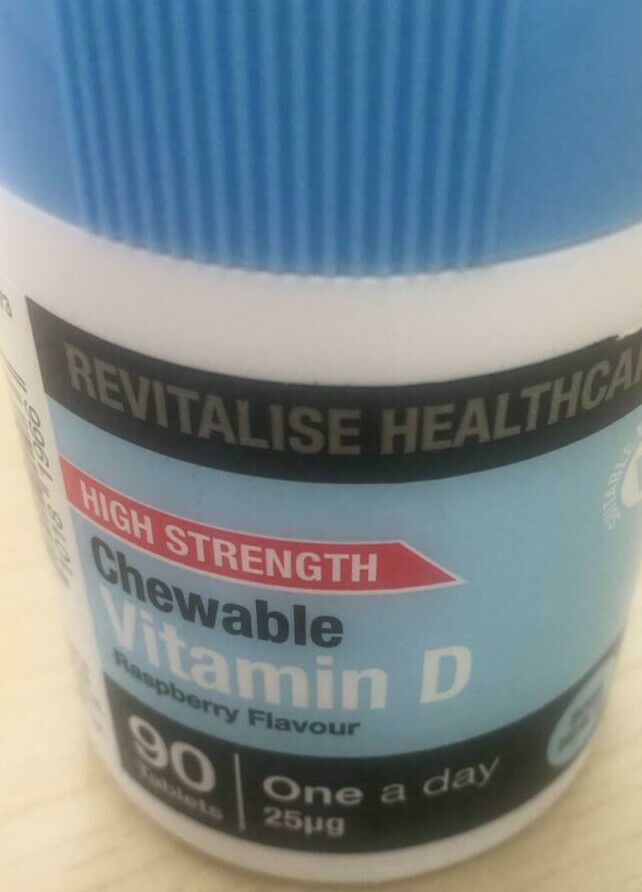 REVITALISE HEALTHCA
HIGH STRENGTH
Chewable
Vitamin D
Raspberry Flavour
90
Tablets
One a day
25µg